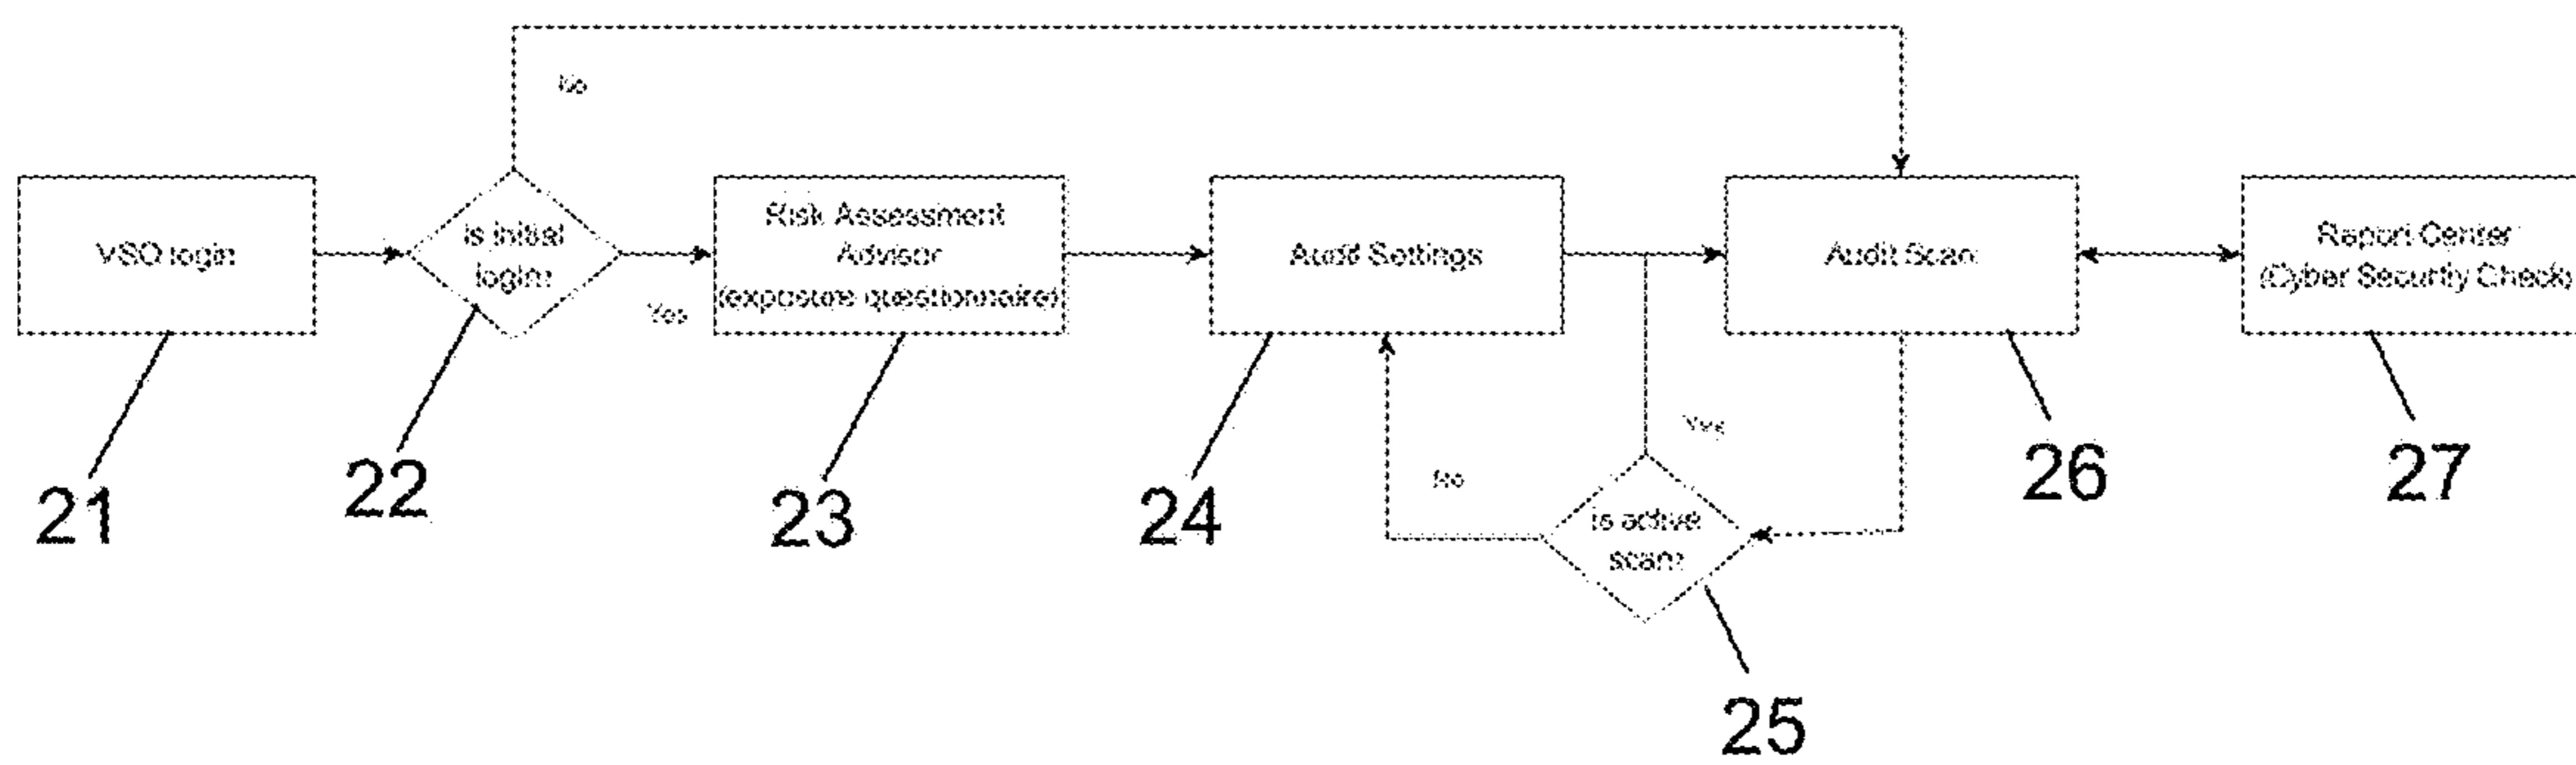 No
VSO login
is initial
login?
Yes
Risk Assessment
Advisor
(exposure questionnaire)
Audit Settings
Audit Scan
Report Center
(Cyber Security Check)
Yes
No
is active
scan?
21
22
23
24
25
26
27